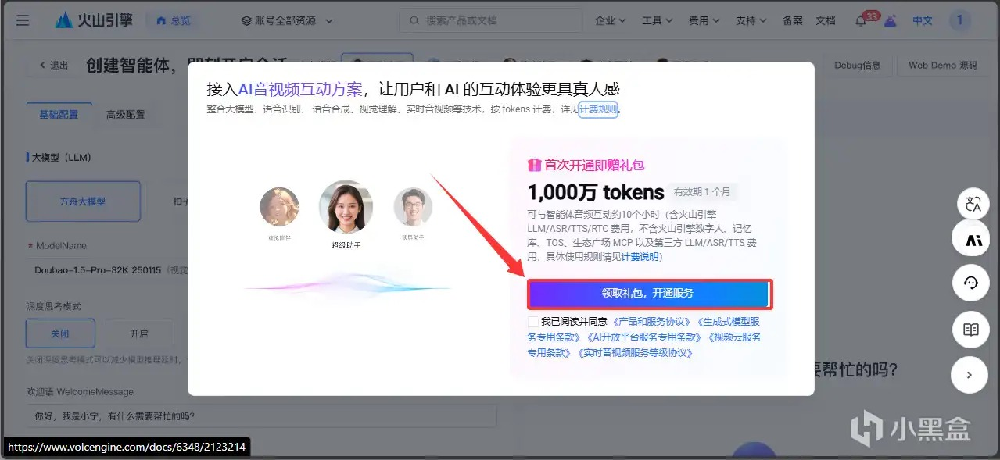 火山引擎
总览
账号全部资源
搜索产品或文档
企业
工具
费用
支持
备案
文档
33
中文
1
退出
创建智能体，
Debug信息
Web Demo 源码
基础配置
高级配置
大模型（LLM）
方舟大模型
扣子
* ModelName
Doubao-1.5-Pro-32K 250115（视觉
深度思考模式
关闭
开启
关闭深度思考模式可以减少模型推理延时，
欢迎语 WelcomeMessage
你好，我是小宁，有什么需要帮忙的吗？
接入AI音视频互动方案，让用户和 AI 的互动体验更具真人感
整合大模型、语音识别、 语音合成、视觉理解、实时音视频等技术，按 tokens 计费，详见计费规则。
超级助手
首次开通即赠礼包
1,000万 tokens
有效期 1 个月
可与智能体音频互动约10个小时（含火山引擎
LLM/ASR/TTS/RTC 费用，不含火山引擎数字人、记忆
库、TOS、生态广场 MCP 以及第三方 LLM/ASR/TTS 费
用，具体使用规则请见计费说明）
领取礼包，开通服务
我已阅读并同意《产品和服务协议》《生成式模型服
务专用条款》《AI开放平台服务专用条款》《视频云服务
专用条款》《实时音视频服务等级协议》
要帮忙的吗？
Ai
小黑盒
https://www.volcengine.com/docs/6348/2123214